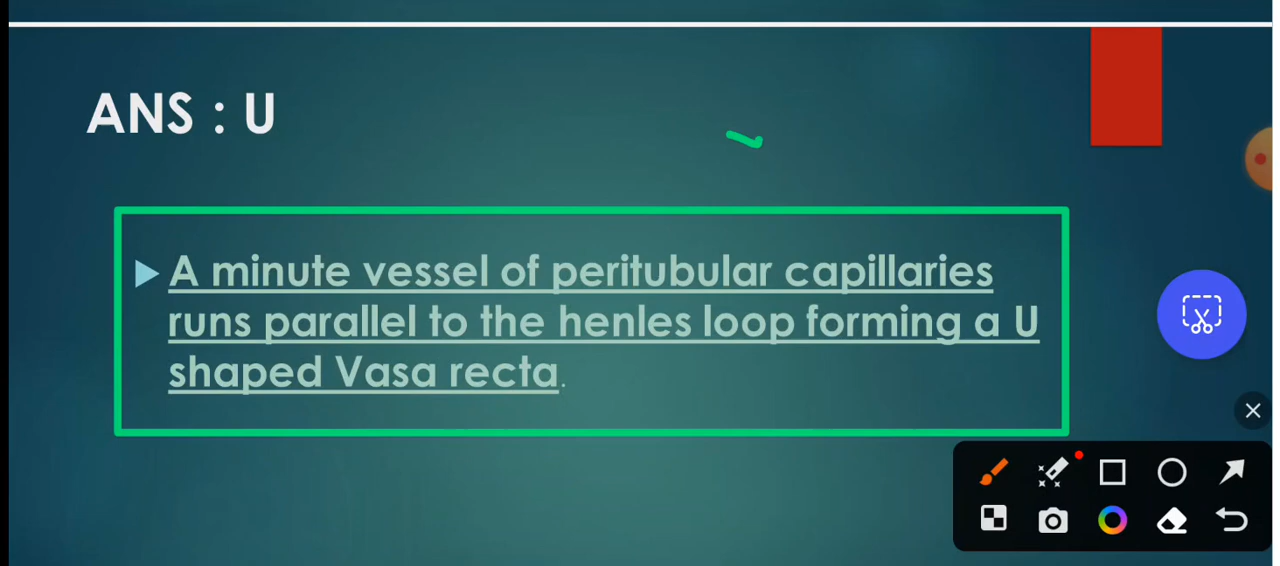 ANS : U
A minute vessel of peritubular capillaries
runs parallel to the henles loop forming a U
shaped Vasa recta.